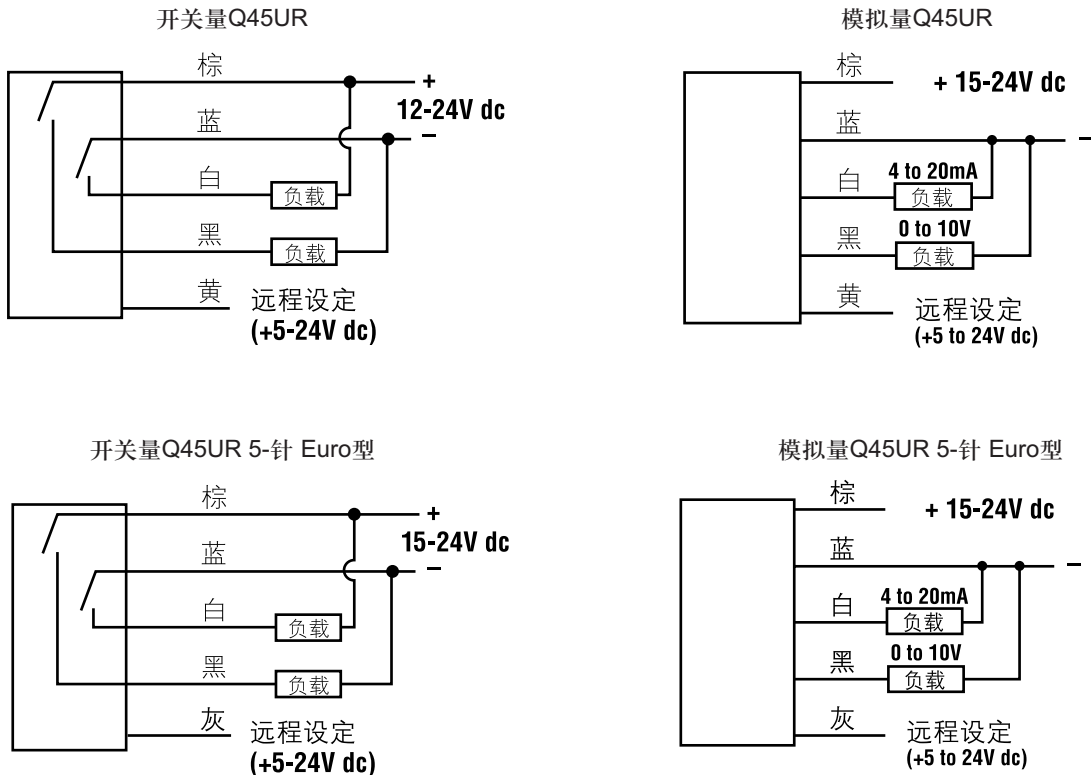 开关量Q45UR
棕
+
12-24V dc
蓝
−
白
负载
黑
负载
黄
远程设定
(+5-24V dc)
模拟量Q45UR
棕
+ 15-24V dc
蓝
−
白
4 to 20mA
负载
黑
0 to 10V
负载
黄
远程设定
(+5 to 24V dc)
开关量Q45UR 5-针 Euro型
棕
+
15-24V dc
蓝
−
白
负载
黑
负载
灰
远程设定
(+5-24V dc)
模拟量Q45UR 5-针 Euro型
棕
+ 15-24V dc
蓝
−
白
4 to 20mA
负载
黑
0 to 10V
负载
灰
远程设定
(+5 to 24V dc)